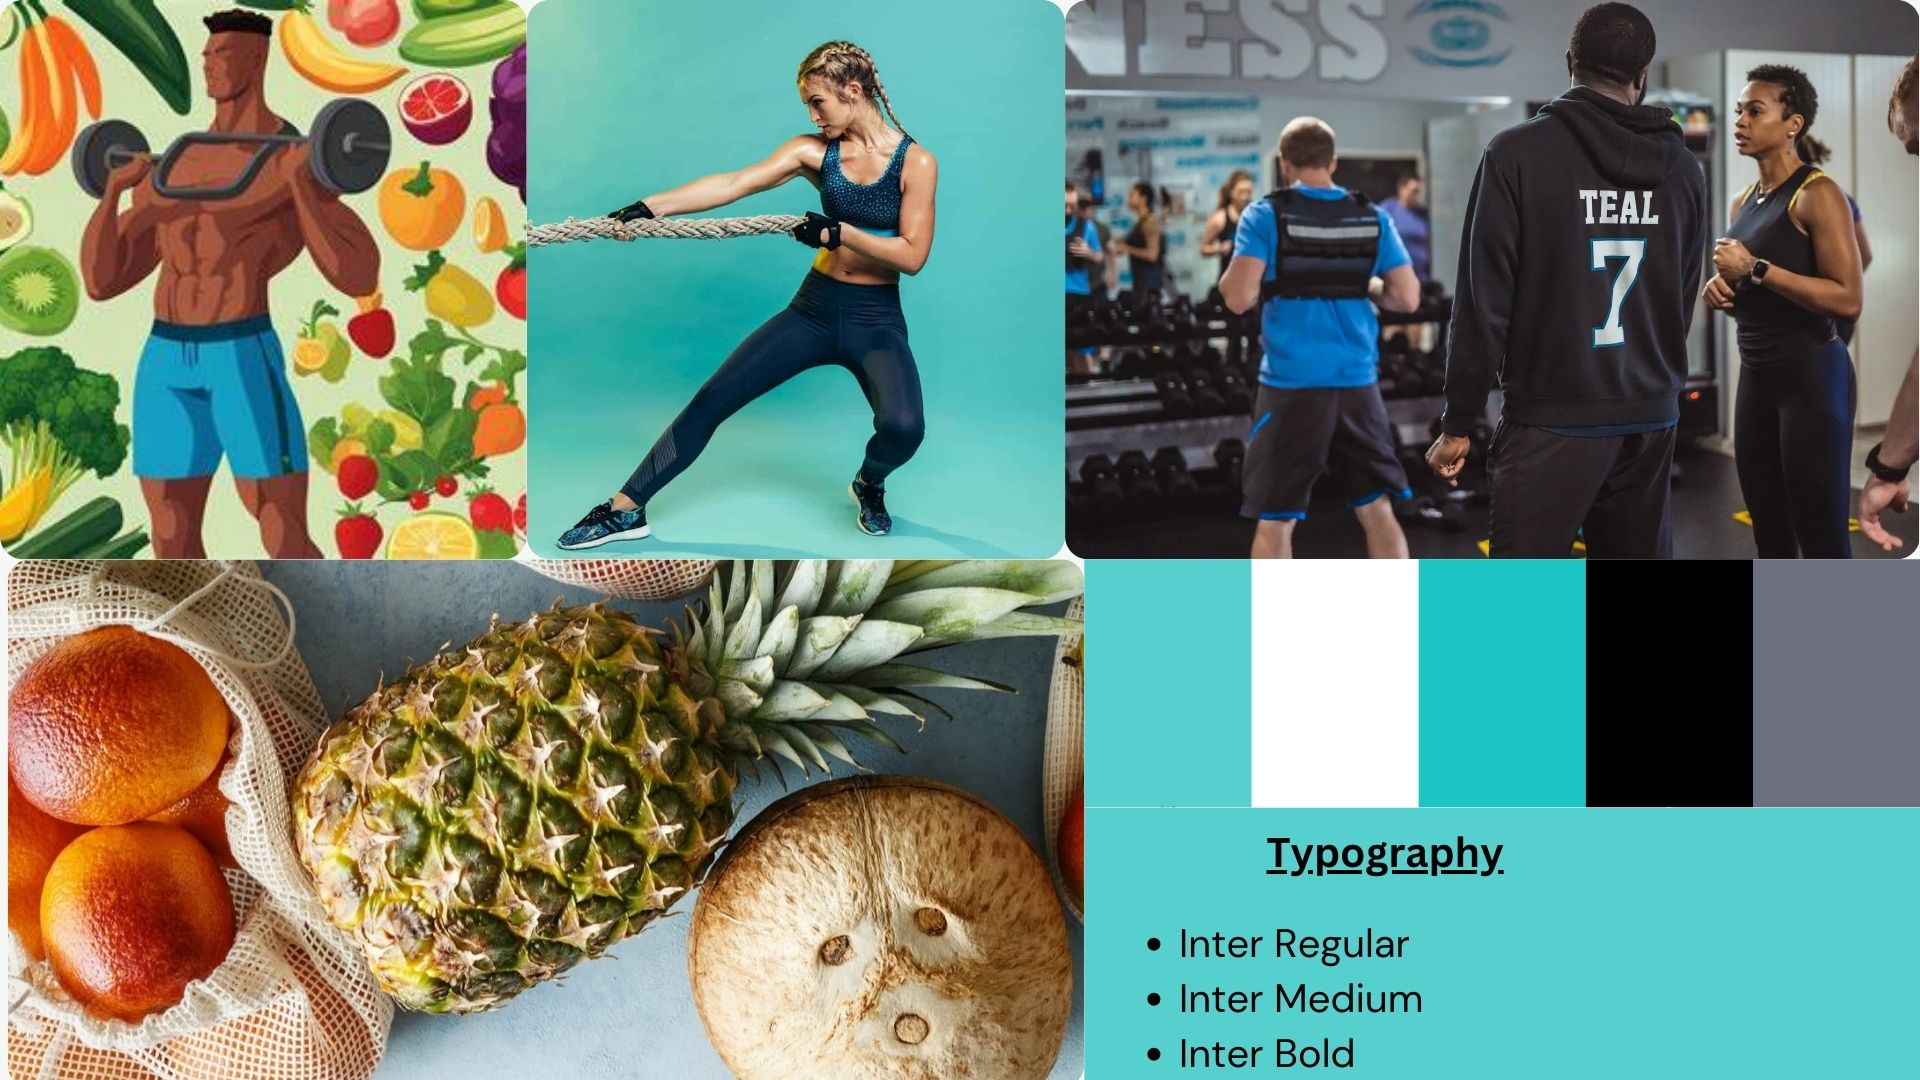 NESS
TEAL
7
Typography
Inter Regular
Inter Medium
Inter Bold